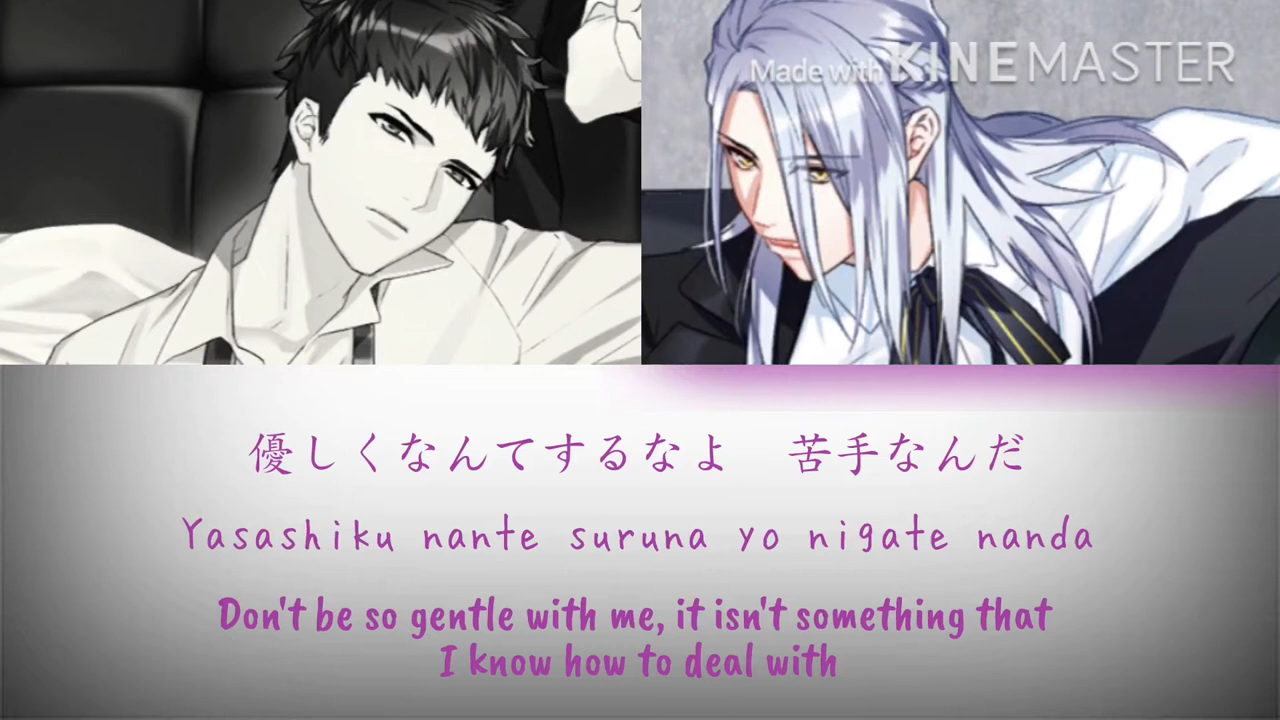 Made with KINEMASTER
優しくなんてするなよ　苦手なんだ
Yasashiku nante suruna yo nigate nanda
Don't be so gentle with me, it isn't something that
I know how to deal with